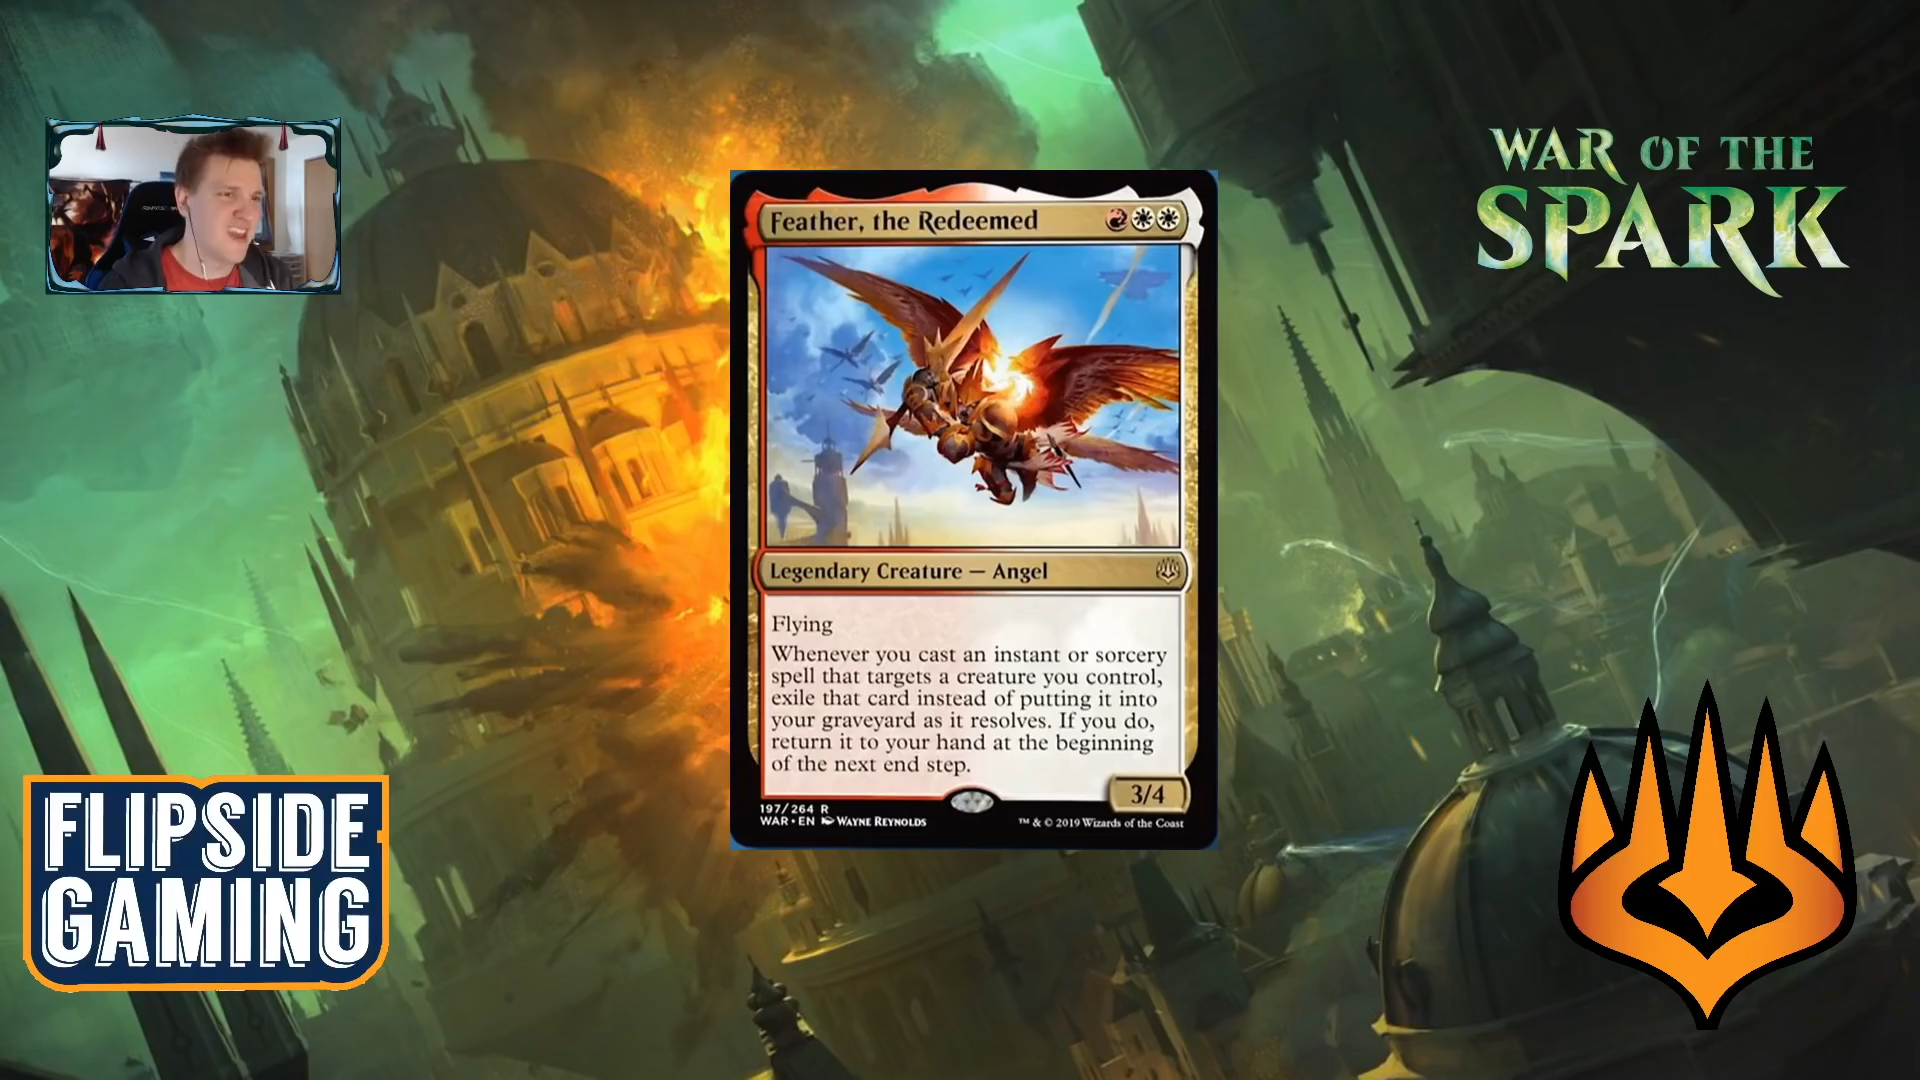 WAR OF THE
SPARK
Feather, the Redeemed
Legendary Creature — Angel
Flying
Whenever you cast an instant or sorcery
spell that targets a creature you control,
exile that card instead of putting it into
your graveyard as it resolves. If you do,
return it to your hand at the beginning
of the next end step.
3/4
197/264 R
WAR • EN WAYNE REYNOLDS
™ & © 2019 Wizards of the Coast
FLIPSIDE
GAMING